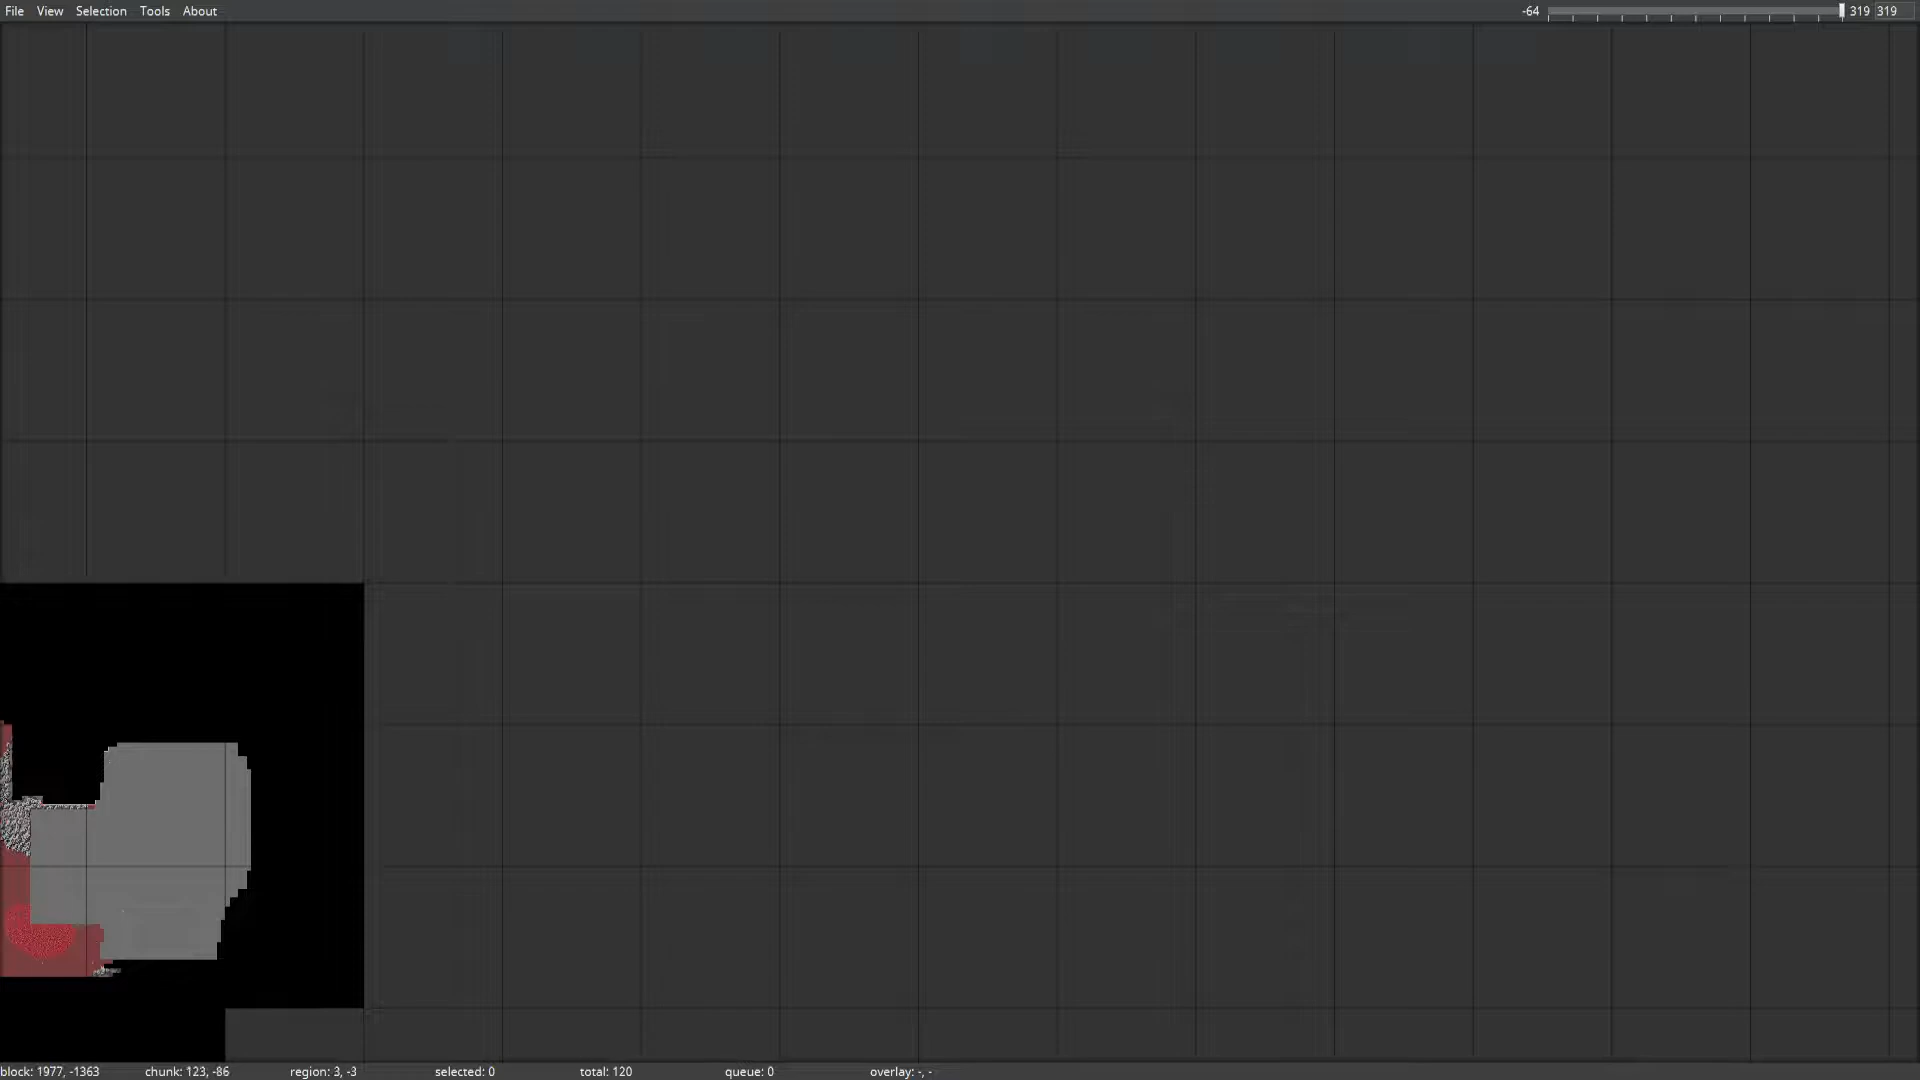 File View Selection Tools About -64 319 319
block: 1977, -1363 chunk: 123, -86 region: 3, -3 selected: 0 total: 120 queue: 0 overlay: -, -